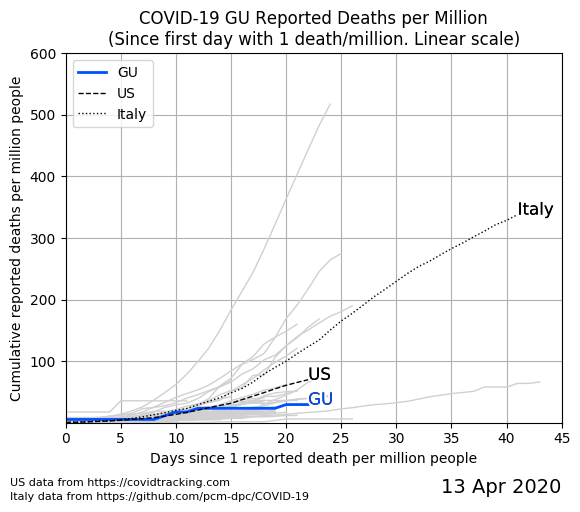 COVID-19 GU Reported Deaths per Million
(Since first day with 1 death/million. Linear scale)
Cumulative reported deaths per million people
600
500
400
300
200
100
GU
US
Italy
Italy
US
GU
0 5 10 15 20 25 30 35 40 45
Days since 1 reported death per million people
US data from https://covidtracking.com
Italy data from https://github.com/pcm-dpc/COVID-19
13 Apr 2020